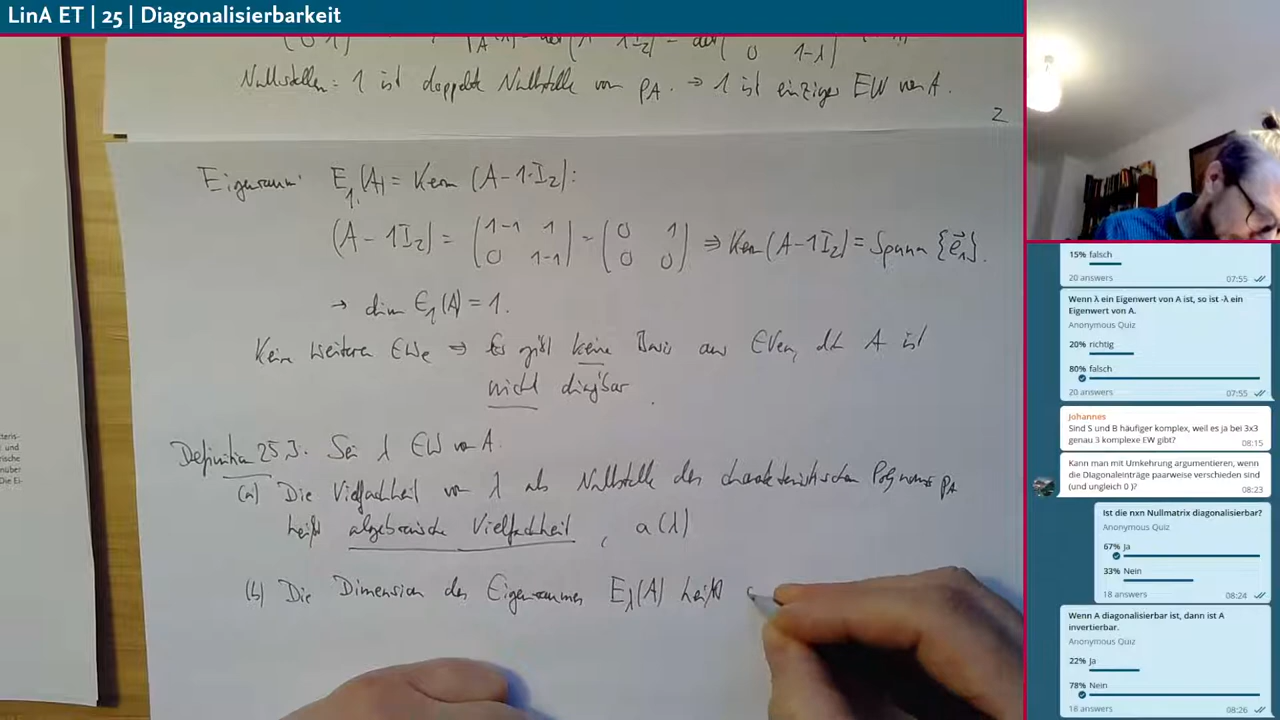 LinA ET | 25 | Diagonalisierbarkeit
Nullstellen: 1 ist doppelte Nullstelle von pA. → 1 ist einziger EW von A.
2
Eigenraum: E₁(A) = Kern (A - 1·I₂):
(A - 1I₂) = (1-1 1 0 1-1) = (0 1 0 0) ⇒ Kern(A - 1I₂) = Spann {e⃗₁}.
→ dim E₁(A) = 1.
Keine weiteren EWe → Es gibt keine Basis aus EVen, dh A ist
nicht diag'bar.
Definition 25.3. Sei λ EW von A.
(a) Die Vielfachheit von λ als Nullstelle des charakteristischen Polynoms pA
heißt algebraische Vielfachheit, a(λ)
(b) Die Dimension des Eigenraumes Eλ(A) heißt
15% falsch
20 answers 07:55
Wenn λ ein Eigenwert von A ist, so ist -λ ein
Eigenwert von A.
Anonymous Quiz
20% richtig
80% falsch
20 answers 07:55
Johannes
Sind S und B häufiger komplex, weil es ja bei 3x3
genau 3 komplexe EW gibt?
08:15
Kann man mit Umkehrung argumentieren, wenn
die Diagonaleinträge paarweise verschieden sind
(und ungleich 0 )?
08:23
Ist die nxn Nullmatrix diagonalisierbar?
Anonymous Quiz
67% Ja
33% Nein
18 answers 08:24
Wenn A diagonalisierbar ist, dann ist A
invertierbar.
Anonymous Quiz
22% Ja
78% Nein
18 answers 08:26